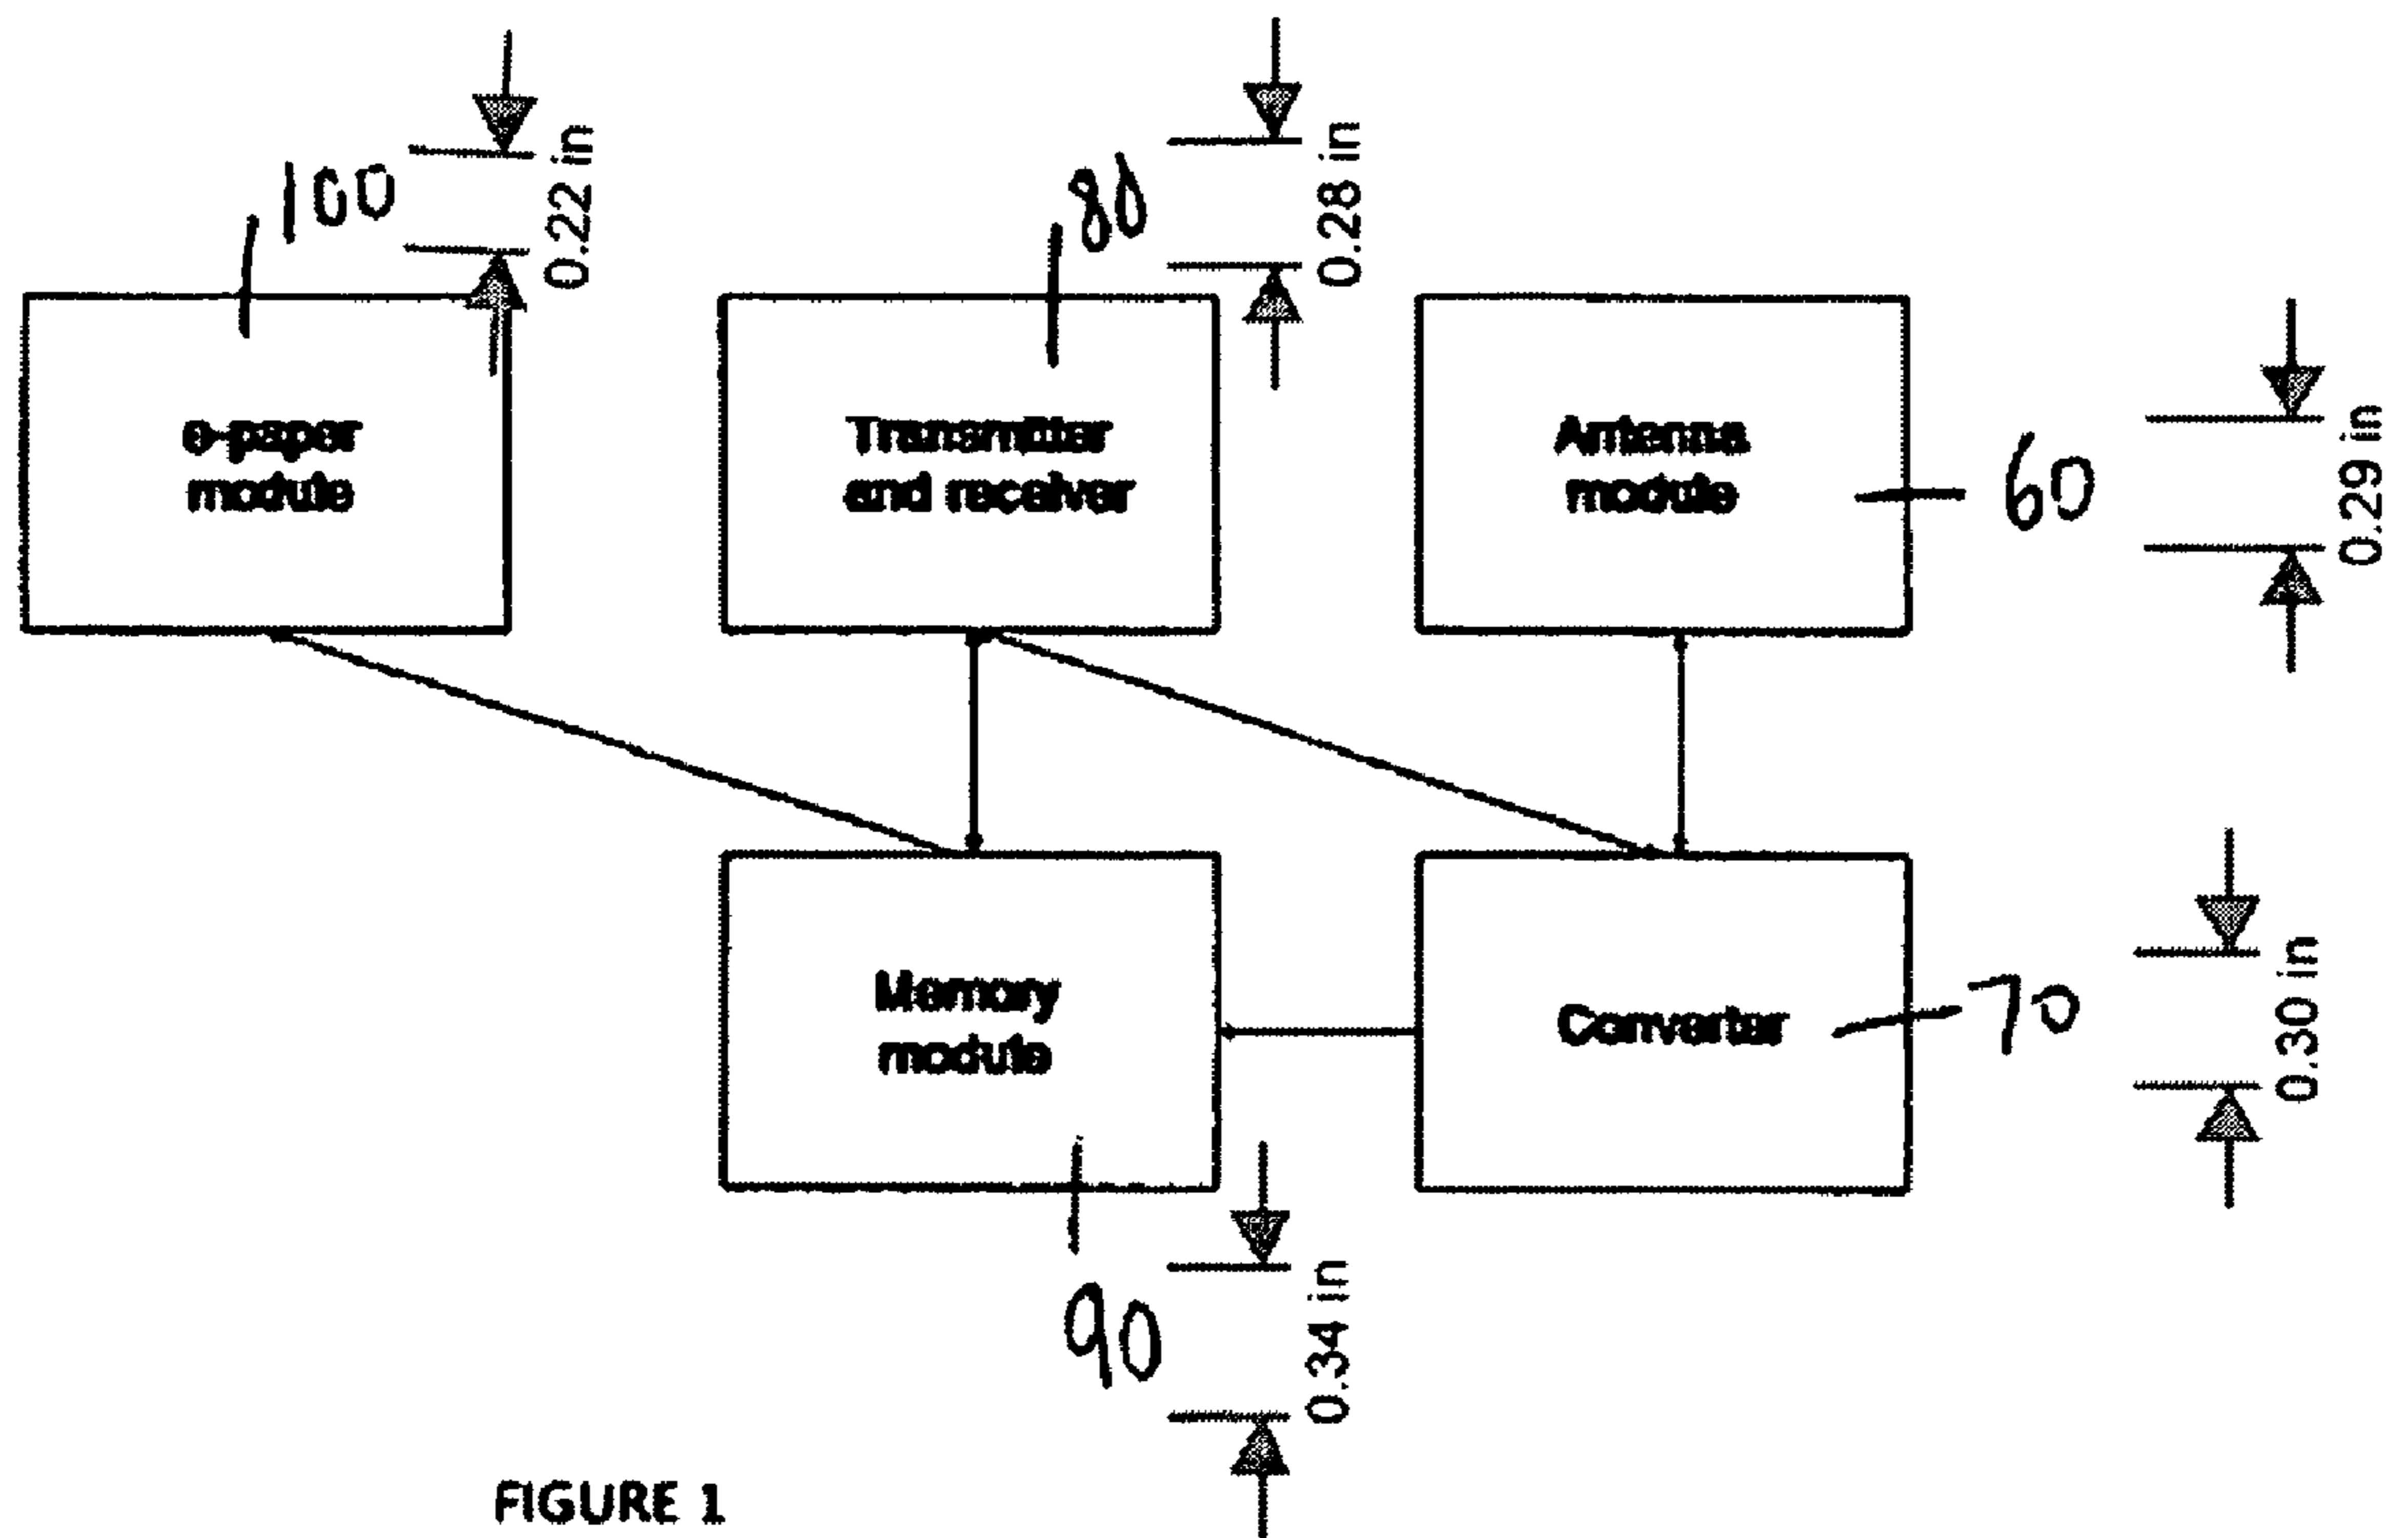 100
0.22 in
80
0.28 in
e-paper
module
Transmitter
and receiver
Antenna
module
60
0.29 in
Memory
module
Converter
70
0.30 in
90
0.34 in
FIGURE 1